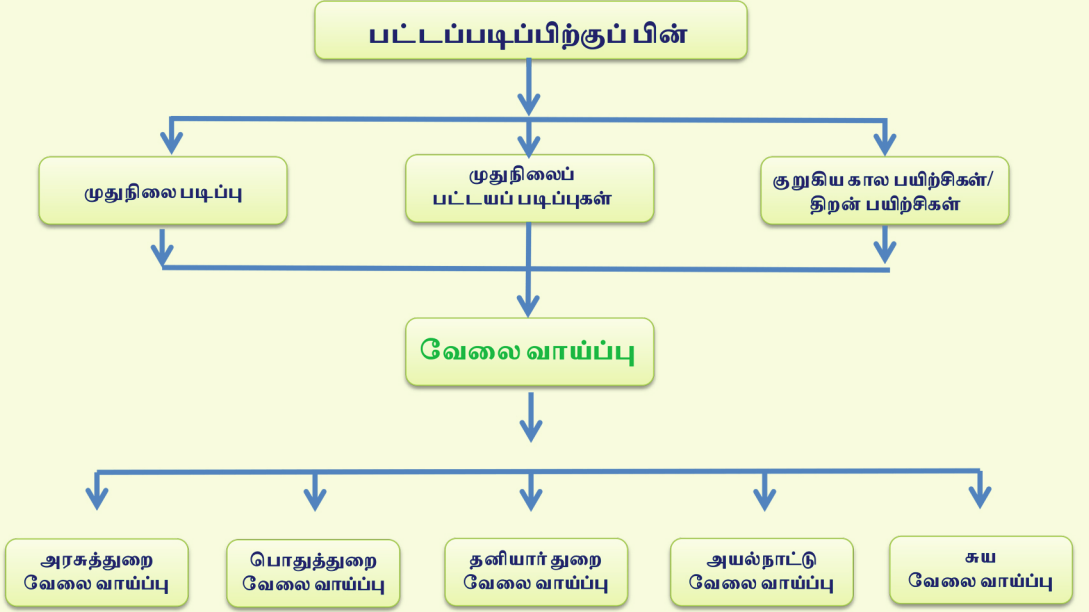 பட்டப்படிப்பிற்குப் பின்
முதுநிலை படிப்பு
முதுநிலைப்
பட்டயப் படிப்புகள்
குறுகிய கால பயிற்சிகள்/
திறன் பயிற்சிகள்
வேலை வாய்ப்பு
அரசுத்துறை
வேலை வாய்ப்பு
பொதுத்துறை
வேலை வாய்ப்பு
தனியார் துறை
வேலை வாய்ப்பு
அயல்நாட்டு
வேலை வாய்ப்பு
சுய
வேலை வாய்ப்பு